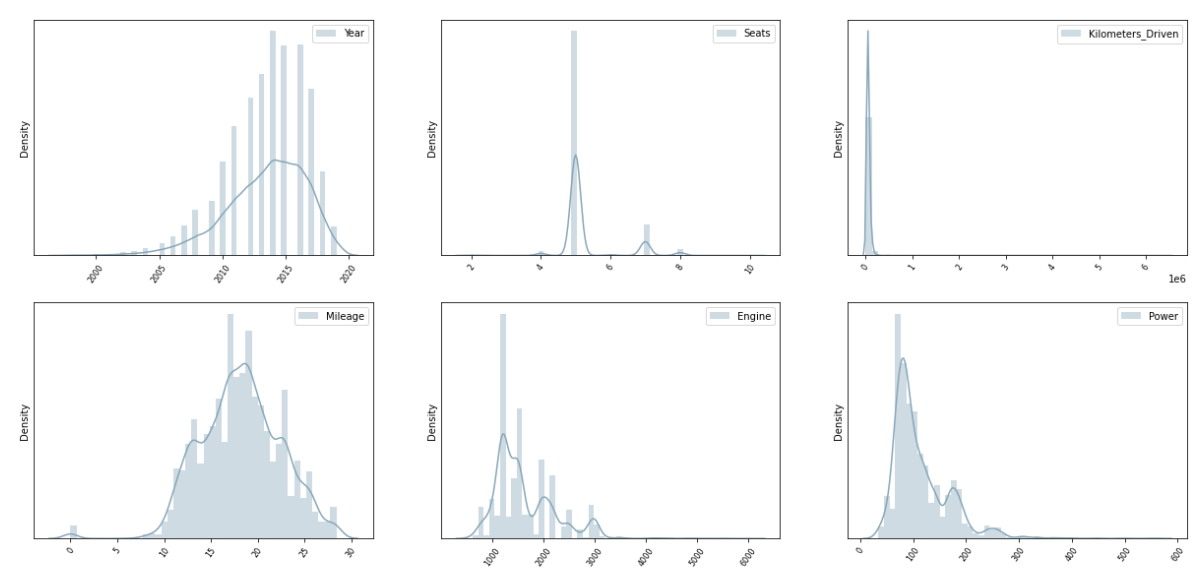 Year
Density
2000 2005 2010 2015 2020
Seats
Density
2 4 6 8 10
Kilometers_Driven
Density
0 1 2 3 4 5 6
1e6
Mileage
Density
0 5 10 15 20 25 30
Engine
Density
1000 2000 3000 4000 5000 6000
Power
Density
0 100 200 300 400 500 600